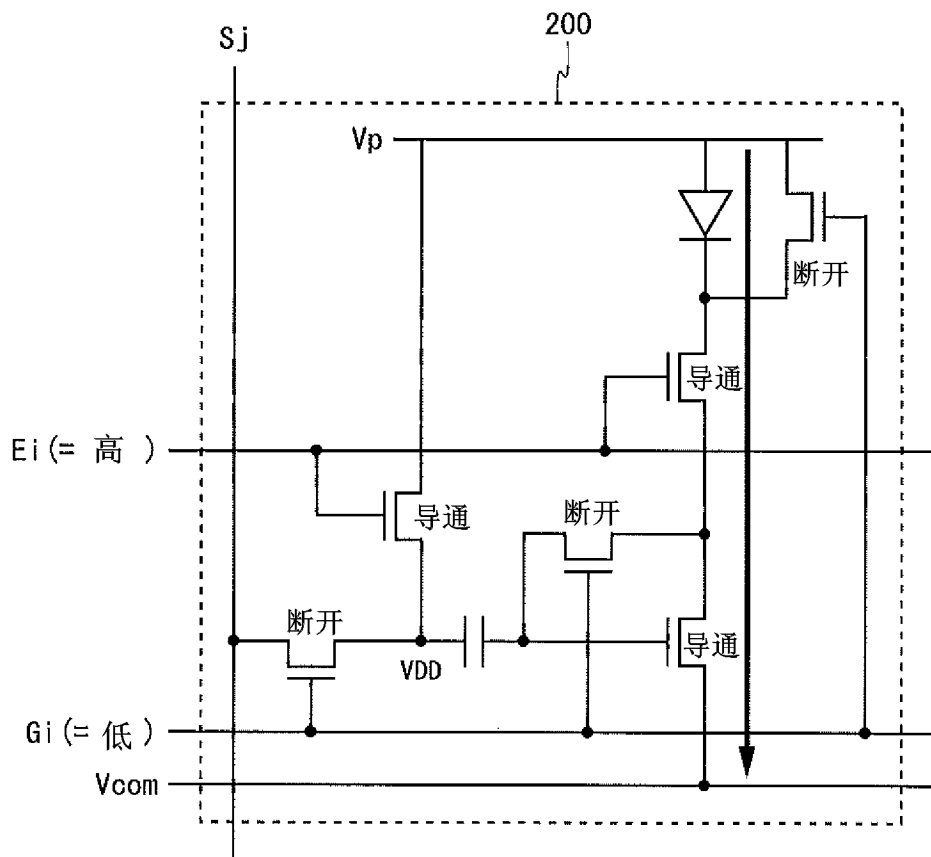 200
Sj
Vp
断开
导通
Ei(= 高 )
导通
断开
断开
导通
VDD
Gi(= 低 )
Vcom